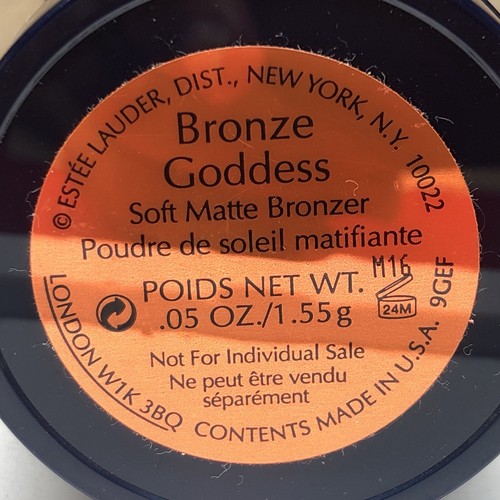 © ESTÉE LAUDER, DIST., NEW YORK, N.Y. 10022
Bronze
Goddess
Soft Matte Bronzer
Poudre de soleil matifiante
M16
POIDS NET WT.
.05 OZ./1.55g
24M
Not For Individual Sale
Ne peut être vendu
séparément
LONDON W1K 3BQ
CONTENTS MADE IN U.S.A. 9GEF